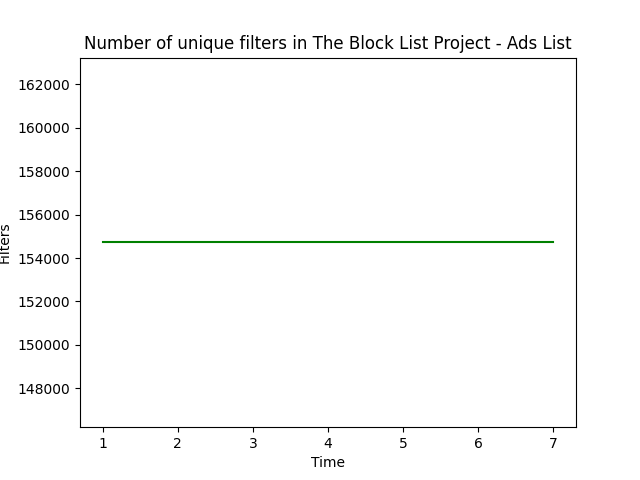 Number of unique filters in The Block List Project - Ads List
162000
160000
158000
156000
154000
152000
150000
148000
Filters
1 2 3 4 5 6 7
Time